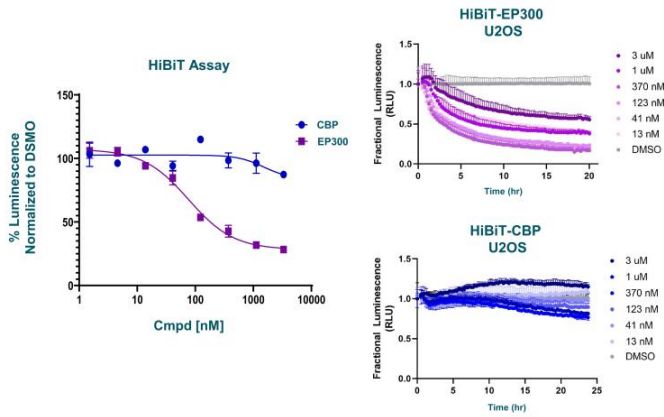 HiBiT Assay
% Luminescence
Normalized to DSMO
150
100
50
0
1
10
100
1000
10000
Cmpd [nM]
CBP
EP300
HiBiT-EP300
U2OS
Fractional Luminescence
(RLU)
1.5
1.0
0.5
0.0
0
5
10
15
20
Time (hr)
3 uM
1 uM
370 nM
123 nM
41 nM
13 nM
DMSO
HiBiT-CBP
U2OS
Fractional Luminescence
(RLU)
1.5
1.0
0.5
0.0
0
5
10
15
20
25
Time (hr)
3 uM
1 uM
370 nM
123 nM
41 nM
13 nM
DMSO